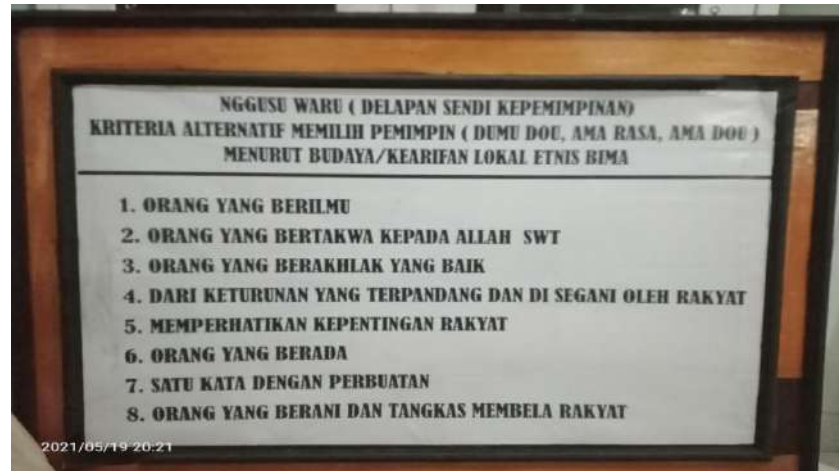 NGGUSU WARU ( DELAPAN SENDI KEPEMIMPINAN)
KRITERIA ALTERNATIF MEMILIH PEMIMPIN ( DUMU DOU, AMA RASA, AMA DOU )
MENURUT BUDAYA/KEARIFAN LOKAL ETNIS BIMA
1. ORANG YANG BERILMU
2. ORANG YANG BERTAKWA KEPADA ALLAH SWT
3. ORANG YANG BERAKHLAK YANG BAIK
4. DARI KETURUNAN YANG TERPANDANG DAN DI SEGANI OLEH RAKYAT
5. MEMPERHATIKAN KEPENTINGAN RAKYAT
6. ORANG YANG BERADA
7. SATU KATA DENGAN PERBUATAN
8. ORANG YANG BERANI DAN TANGKAS MEMBELA RAKYAT
2021/05/19 20:21